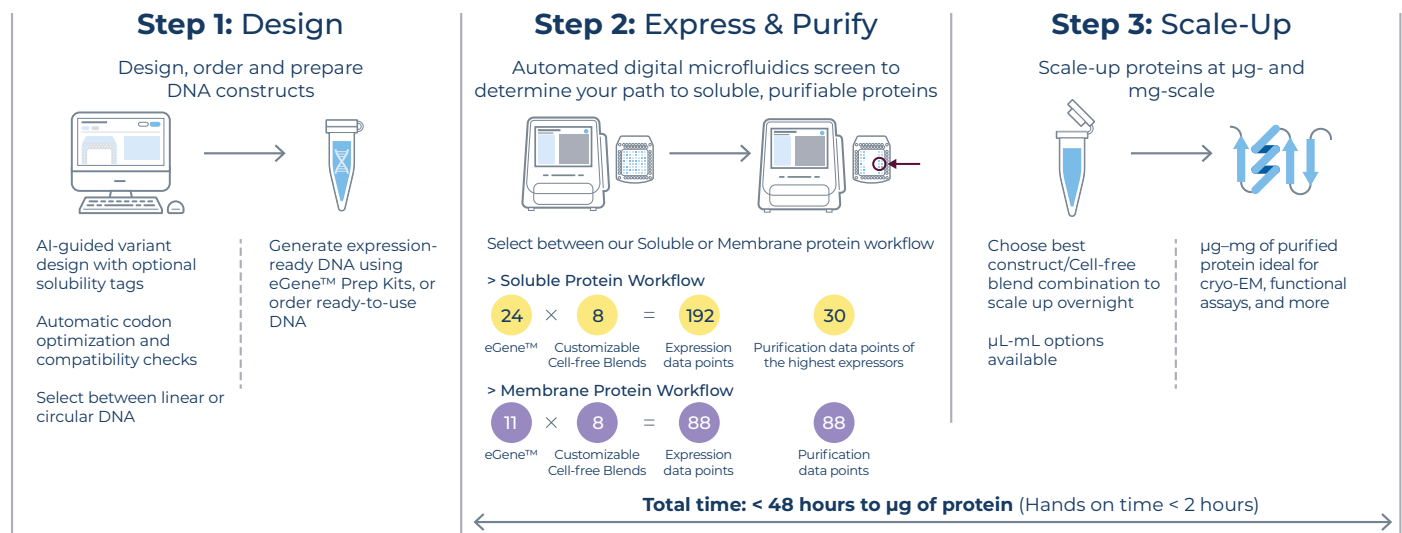 Step 1: Design
Design, order and prepare
DNA constructs
AI-guided variant
design with optional
solubility tags
Automatic codon
optimization and
compatibility checks
Select between linear or
circular DNA
Generate expression-
ready DNA using
eGene™ Prep Kits, or
order ready-to-use
DNA
Step 2: Express & Purify
Automated digital microfluidics screen to
determine your path to soluble, purifiable proteins
Select between our Soluble or Membrane protein workflow
> Soluble Protein Workflow
24 × 8 = 192 30
eGene™ Customizable Expression Purification data points of
Cell-free Blends data points the highest expressors
> Membrane Protein Workflow
11 × 8 = 88 88
eGene™ Customizable Expression Purification
Cell-free Blends data points data points
Step 3: Scale-Up
Scale-up proteins at µg- and
mg-scale
Choose best
construct/Cell-free
blend combination to
scale up overnight
µL-mL options
available
µg–mg of purified
protein ideal for
cryo-EM, functional
assays, and more
Total time: < 48 hours to µg of protein (Hands on time < 2 hours)